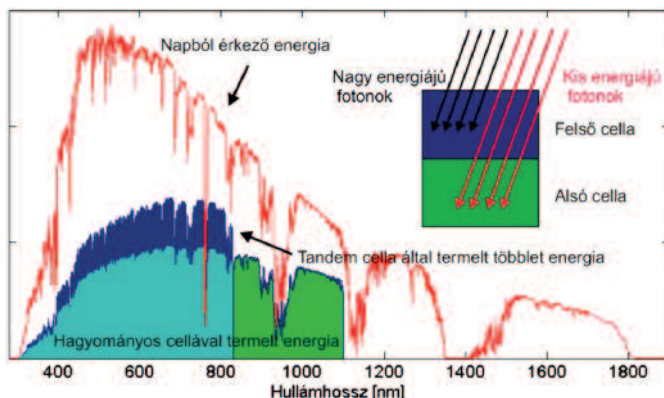 Napból érkező energia
Nagy energiájú
fotonok
Kis energiájú
fotonok
Felső cella
Alsó cella
Tandem cella által termelt többlet energia
Hagyományos cellával termelt energia
400 600 800 1000 1200 1400 1600 1800
Hullámhossz [nm]